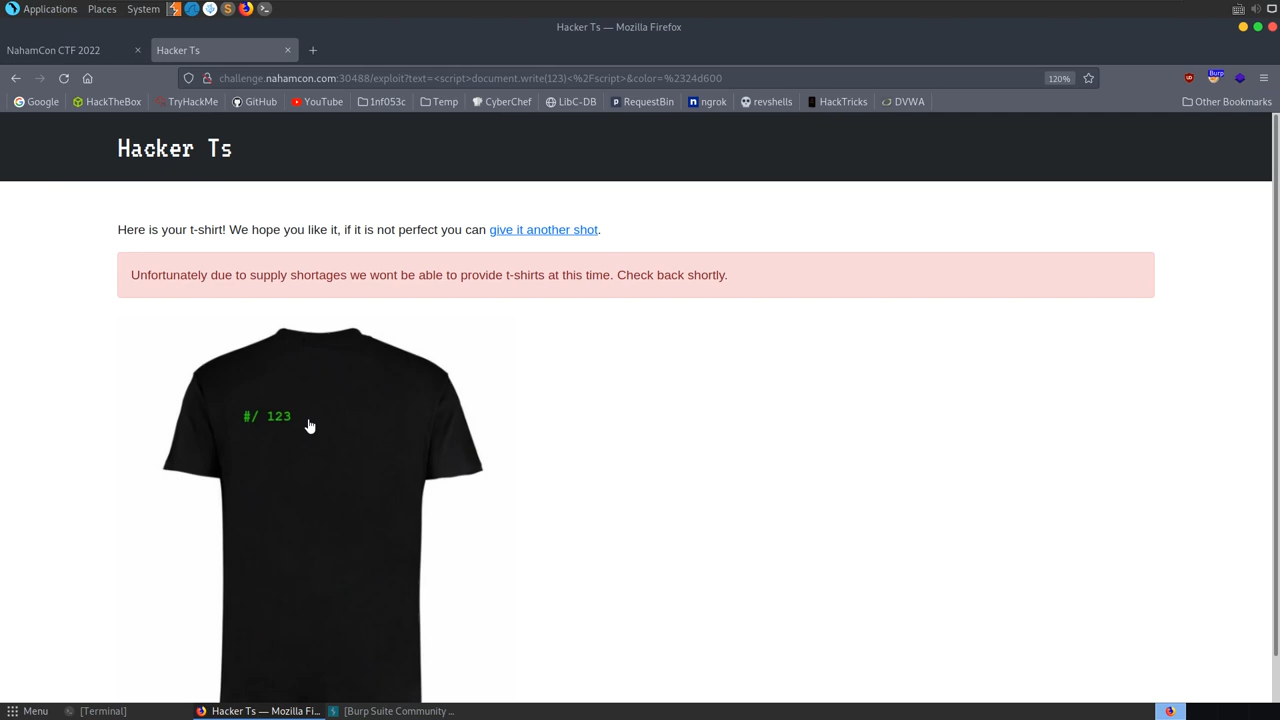 Applications Places System
Hacker Ts — Mozilla Firefox
NahamCon CTF 2022 × Hacker Ts × +
challenge.nahamcon.com:30488/exploit?text=<script>document.write(123)<%2Fscript>&color=%2324d600 120% Burp
Google HackTheBox TryHackMe GitHub YouTube 1nf053c Temp CyberChef LibC-DB RequestBin ngrok revshells HackTricks DVWA Other Bookmarks
Hacker Ts
Here is your t-shirt! We hope you like it, if it is not perfect you can give it another shot.
Unfortunately due to supply shortages we wont be able to provide t-shirts at this time. Check back shortly.
#/ 123
Menu [Terminal] Hacker Ts — Mozilla Fi... [Burp Suite Community ...